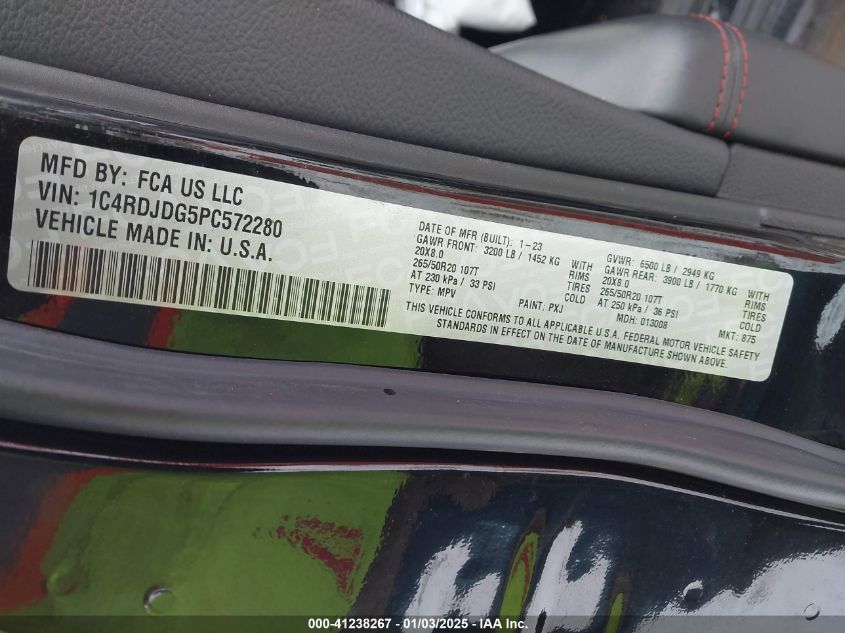 MFD BY: FCA US LLC
VIN: 1C4RDJDG5PC572280
VEHICLE MADE IN: U.S.A.
DATE OF MFR (BUILT): 1-23
GAWR FRONT: 3200 LB / 1452 KG WITH
20X8.0 RIMS
265/50R20 107T TIRES
AT 230 kPa / 33 PSI COLD
TYPE: MPV PAINT: PXJ
GVWR: 6500 LB / 2949 KG
GAWR REAR: 3900 LB / 1770 KG WITH
20X8.0 RIMS
265/50R20 107T TIRES
AT 250 kPa / 36 PSI COLD
MDH: 013008 MKT: 875
THIS VEHICLE CONFORMS TO ALL APPLICABLE U.S.A. FEDERAL MOTOR VEHICLE SAFETY
STANDARDS IN EFFECT ON THE DATE OF MANUFACTURE SHOWN ABOVE.
000-41238267 - 01/03/2025 - IAA Inc.